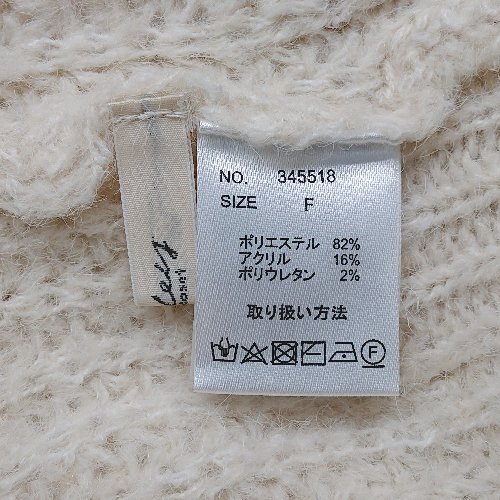 NO. 345518
SIZE F
ポリエステル 82%
アクリル 16%
ポリウレタン 2%
取り扱い方法
F